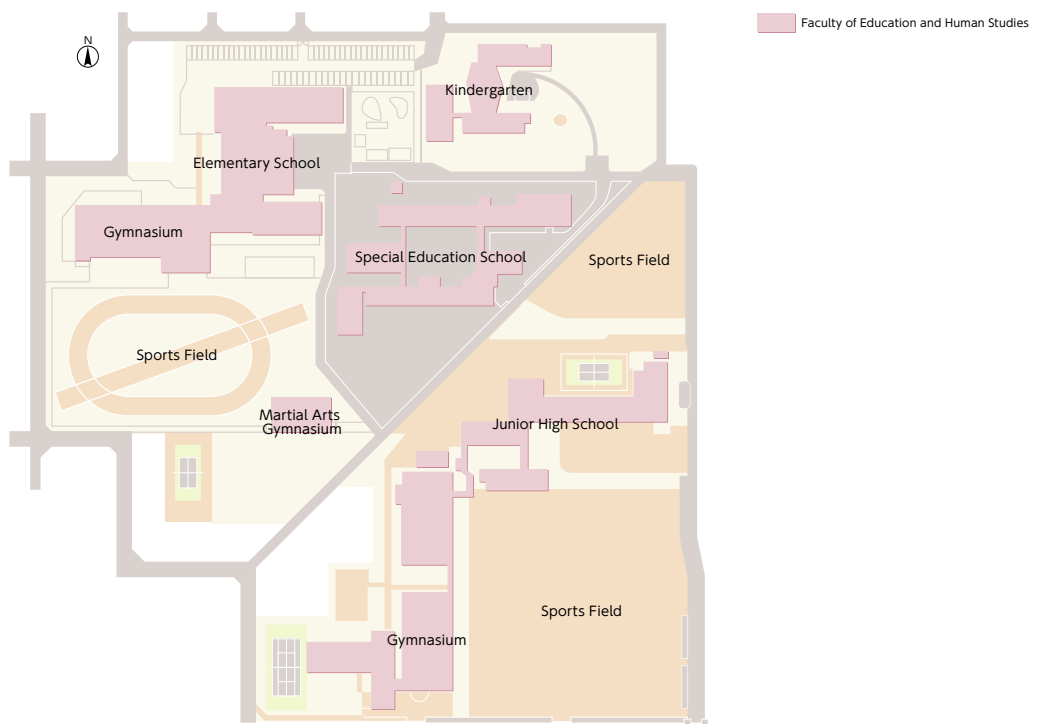 N
Faculty of Education and Human Studies
Kindergarten
Elementary School
Gymnasium
Special Education School
Sports Field
Sports Field
Martial Arts
Gymnasium
Junior High School
Sports Field
Gymnasium